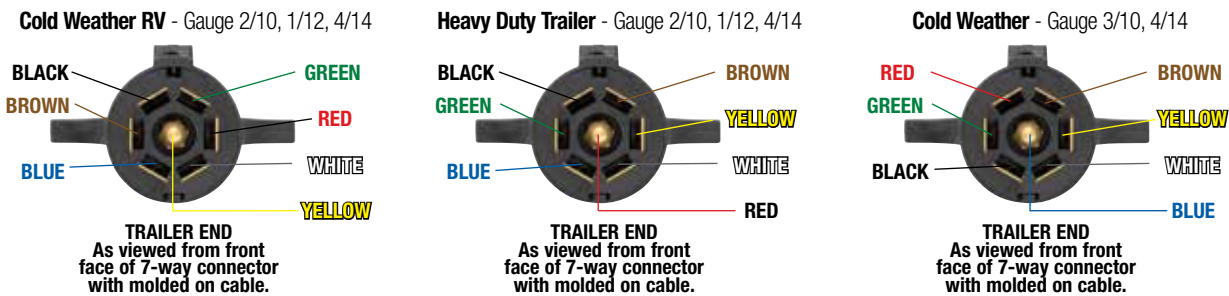 Cold Weather RV - Gauge 2/10, 1/12, 4/14
BLACK
GREEN
BROWN
RED
BLUE
WHITE
YELLOW
TRAILER END
As viewed from front
face of 7-way connector
with molded on cable.
Heavy Duty Trailer - Gauge 2/10, 1/12, 4/14
BLACK
BROWN
GREEN
YELLOW
BLUE
WHITE
RED
TRAILER END
As viewed from front
face of 7-way connector
with molded on cable.
Cold Weather - Gauge 3/10, 4/14
RED
BROWN
GREEN
YELLOW
BLACK
WHITE
BLUE
TRAILER END
As viewed from front
face of 7-way connector
with molded on cable.